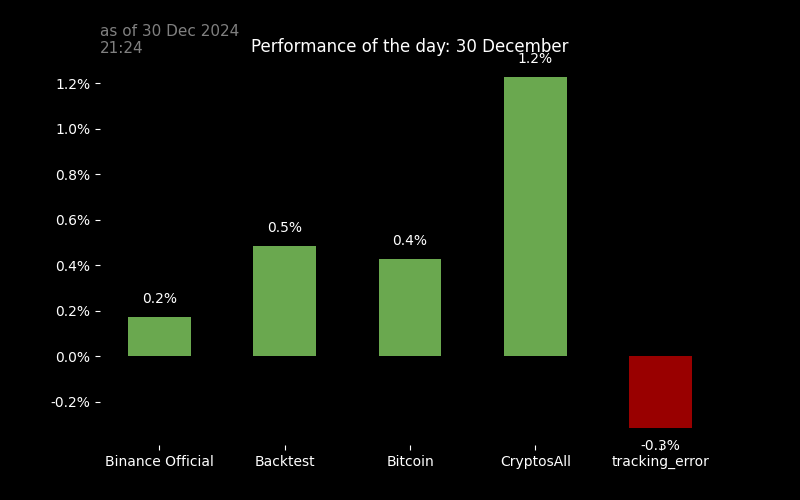 as of 30 Dec 2024
21:24
Performance of the day: 30 December
1.2%
1.2%
1.0%
0.8%
0.6%
0.5%
0.4%
0.4%
0.2%
0.2%
0.0%
-0.2%
-0.3%
Binance Official
Backtest
Bitcoin
CryptosAll
tracking_error